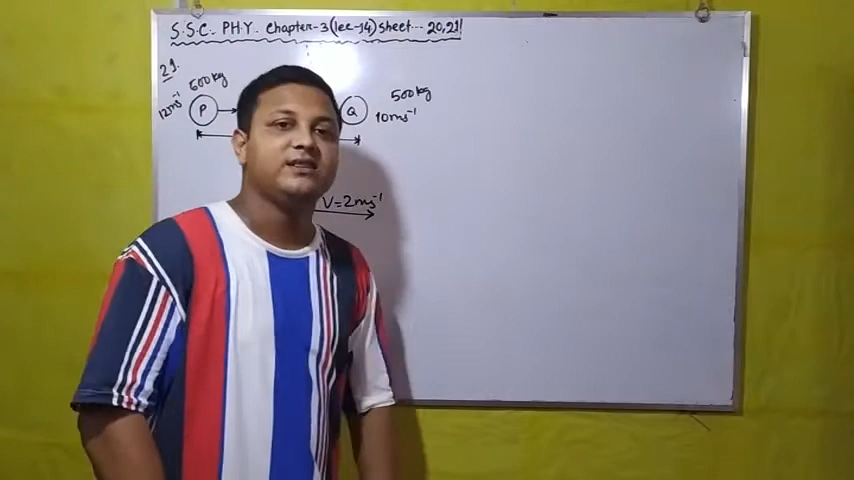 S.S.C. PHY. Chapter-3(lec-14)sheet... 20,21!
21.
600kg
500kg
12ms⁻¹ P Q 10ms⁻¹
V=2ms⁻¹